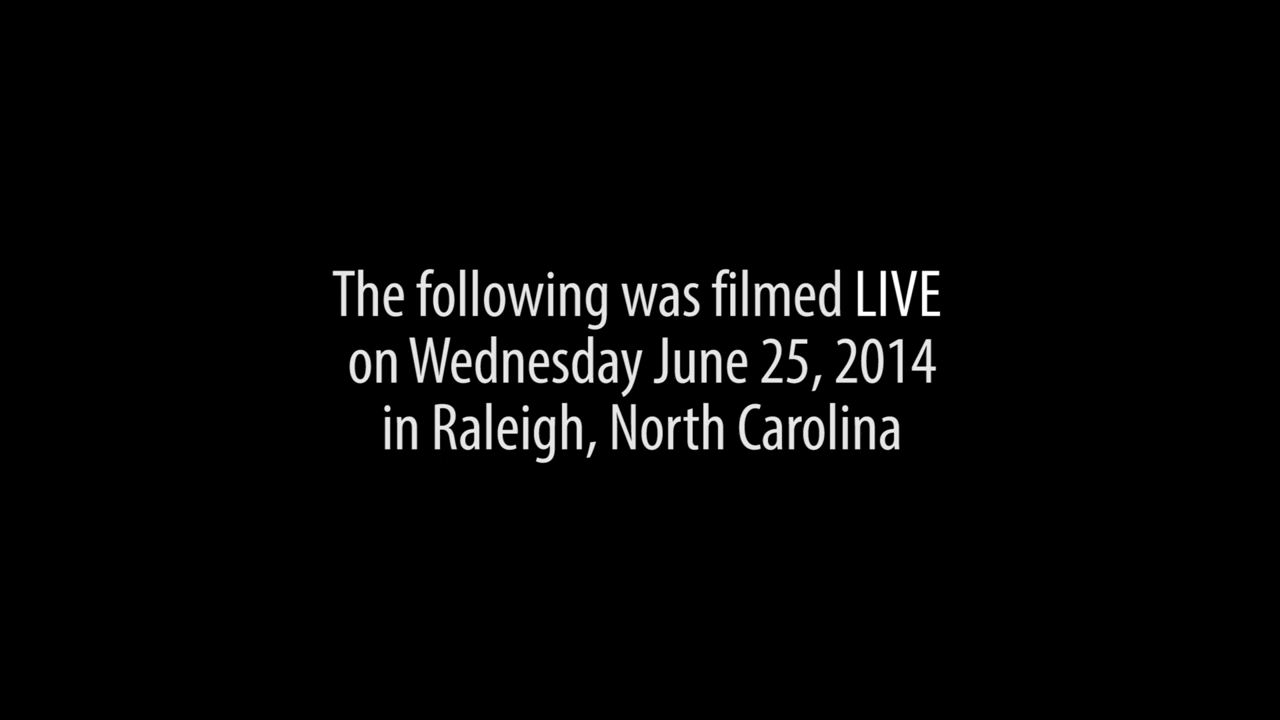 The following was filmed LIVE
on Wednesday June 25, 2014
in Raleigh, North Carolina